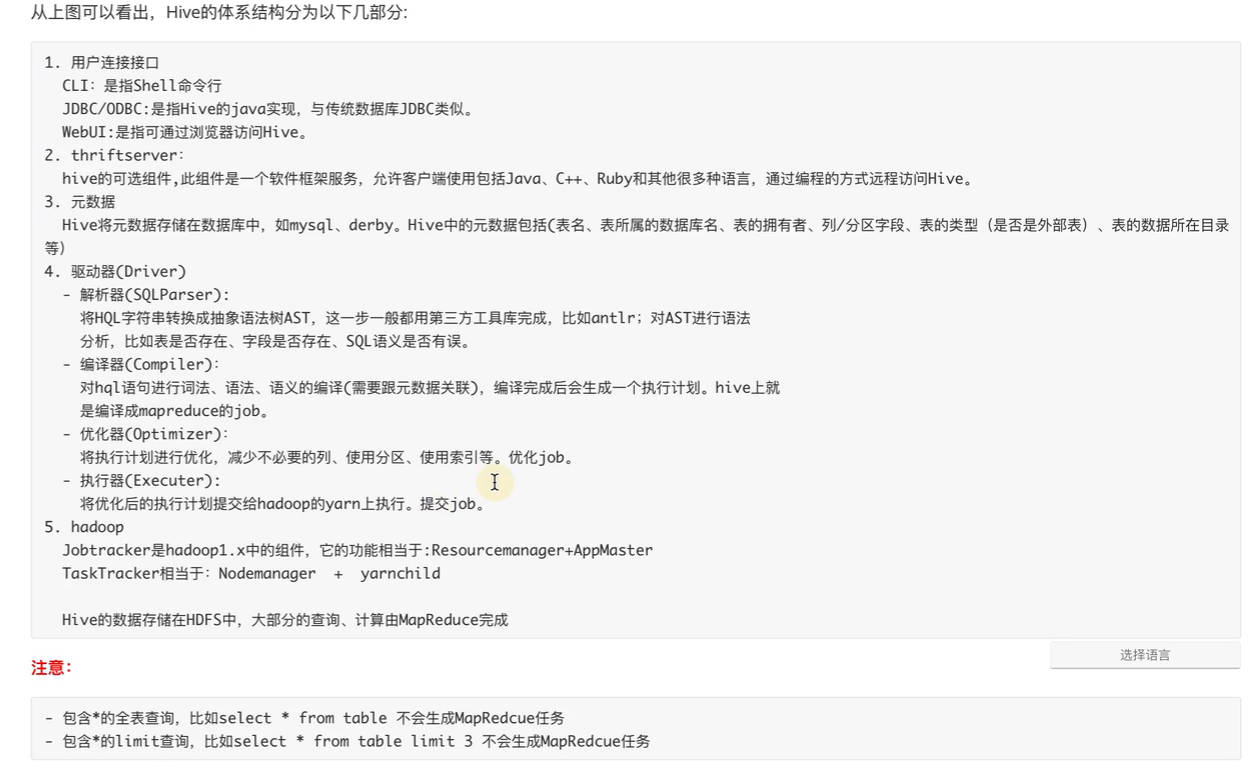 从上图可以看出，Hive的体系结构分为以下几部分:
1. 用户连接接口
CLI：是指Shell命令行
JDBC/ODBC:是指Hive的java实现，与传统数据库JDBC类似。
WebUI:是指可通过浏览器访问Hive。
2. thriftserver：
hive的可选组件,此组件是一个软件框架服务，允许客户端使用包括Java、C++、Ruby和其他很多种语言，通过编程的方式远程访问Hive。
3. 元数据
Hive将元数据存储在数据库中，如mysql、derby。Hive中的元数据包括(表名、表所属的数据库名、表的拥有者、列/分区字段、表的类型（是否是外部表）、表的数据所在目录
等）
4. 驱动器(Driver)
- 解析器(SQLParser)：
将HQL字符串转换成抽象语法树AST，这一步一般都用第三方工具库完成，比如antlr；对AST进行语法
分析，比如表是否存在、字段是否存在、SQL语义是否有误。
- 编译器(Compiler)：
对hql语句进行词法、语法、语义的编译(需要跟元数据关联)，编译完成后会生成一个执行计划。hive上就
是编译成mapreduce的job。
- 优化器(Optimizer)：
将执行计划进行优化，减少不必要的列、使用分区、使用索引等。优化job。
- 执行器(Executer)：
将优化后的执行计划提交给hadoop的yarn上执行。提交job。
5. hadoop
Jobtracker是hadoop1.x中的组件，它的功能相当于:Resourcemanager+AppMaster
TaskTracker相当于：Nodemanager + yarnchild
Hive的数据存储在HDFS中，大部分的查询、计算由MapReduce完成
选择语言
注意：
- 包含*的全表查询，比如select * from table 不会生成MapRedcue任务
- 包含*的limit查询，比如select * from table limit 3 不会生成MapRedcue任务